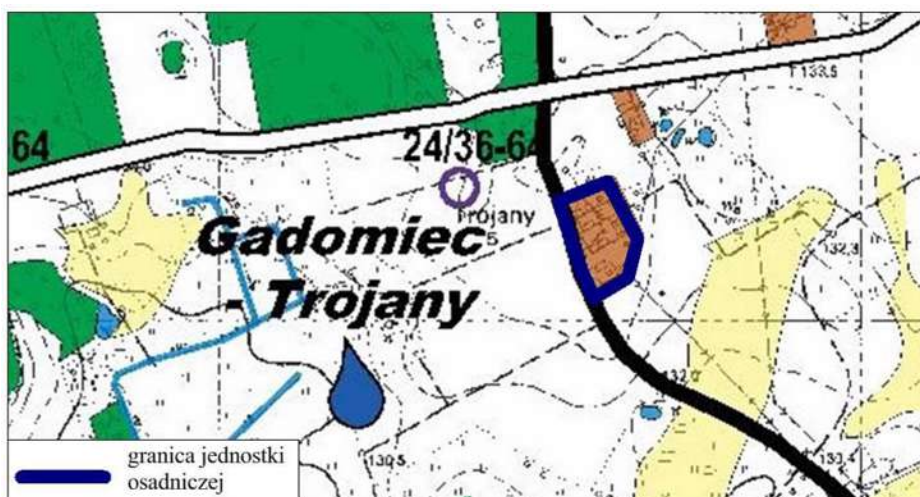 T 133.5
64
24/36-64
Trojany
5
Gadomiec
- Trojany
132.3
132.0
130.5
130.4
granica jednostki
osadniczej